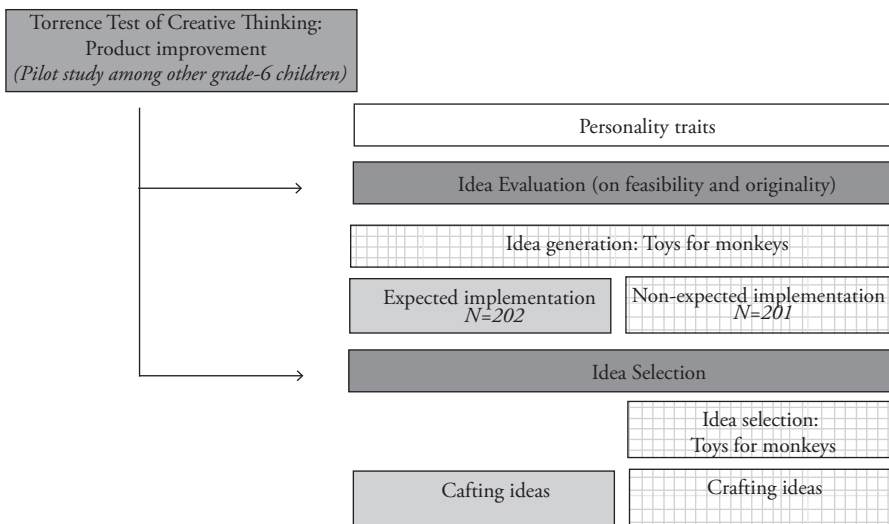 Torrence Test of Creative Thinking:
Product improvement
(Pilot study among other grade-6 children)
Personality traits
Idea Evaluation (on feasibility and originality)
Idea generation: Toys for monkeys
Expected implementation
N=202
Non-expected implementation
N=201
Idea Selection
Idea selection:
Toys for monkeys
Cafting ideas
Crafting ideas